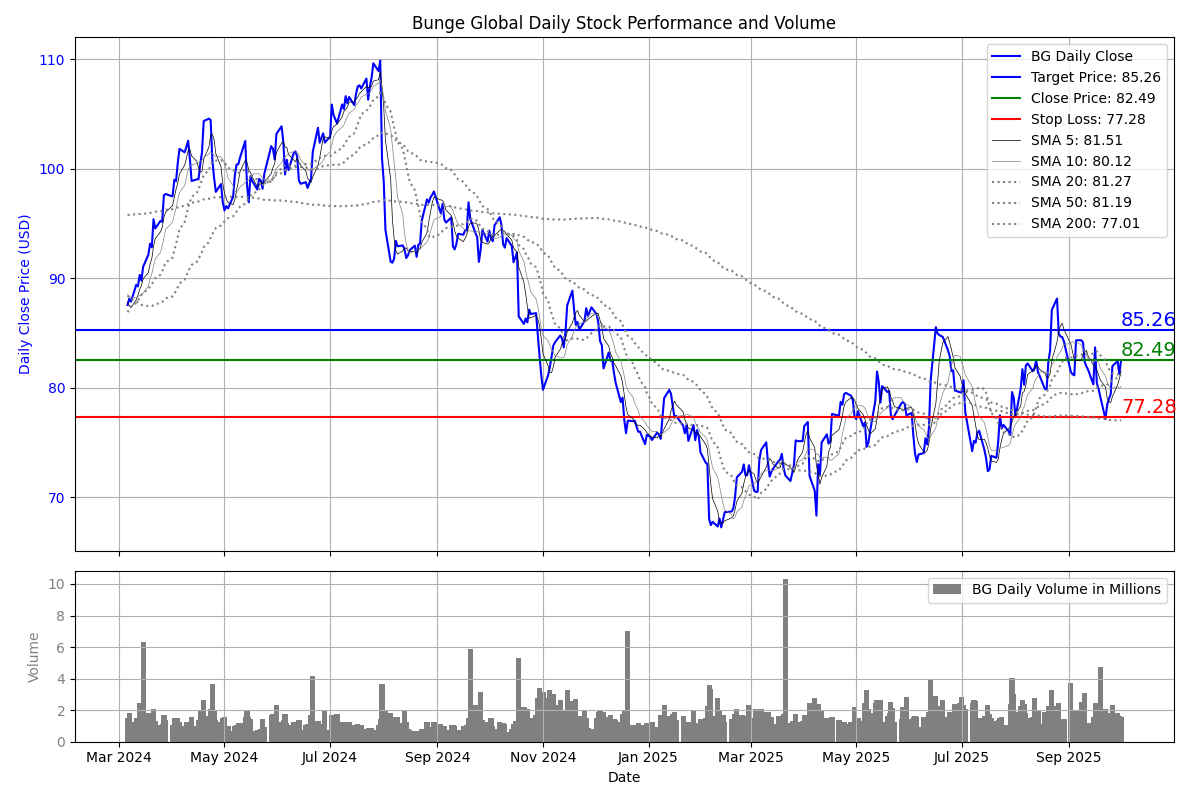 Bunge Global Daily Stock Performance and Volume
110
100
90
80
70
Daily Close Price (USD)
BG Daily Close
Target Price: 85.26
Close Price: 82.49
Stop Loss: 77.28
SMA 5: 81.51
SMA 10: 80.12
SMA 20: 81.27
SMA 50: 81.19
SMA 200: 77.01
85.26
82.49
77.28
10
8
6
4
2
0
Volume
BG Daily Volume in Millions
Mar 2024 May 2024 Jul 2024 Sep 2024 Nov 2024 Jan 2025 Mar 2025 May 2025 Jul 2025 Sep 2025
Date